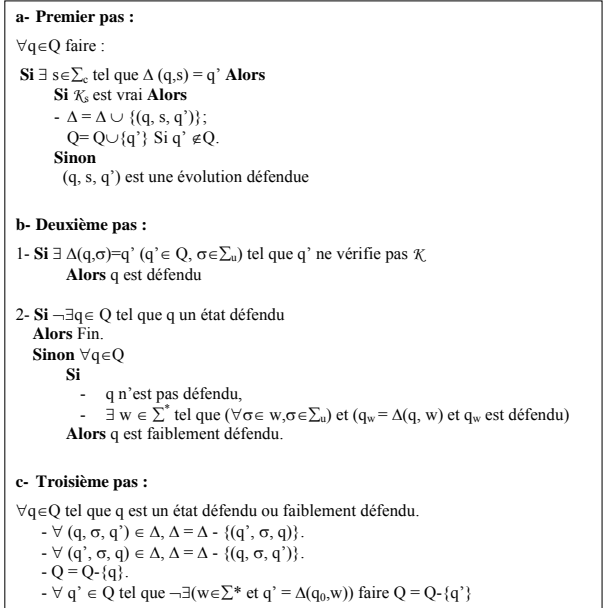 a- Premier pas :
∀q∈Q faire :
Si ∃ s∈∑c tel que Δ (q,s) = q’ Alors
Si 𝒦s est vrai Alors
- Δ = Δ ∪ {(q, s, q’)};
Q= Q∪{q’} Si q’ ∉Q.
Sinon
(q, s, q’) est une évolution défendue
b- Deuxième pas :
1- Si ∃ Δ(q,σ)=q’ (q’∈ Q, σ∈∑u) tel que q’ ne vérifie pas 𝒦
Alors q est défendu
2- Si ¬∃q∈ Q tel que q un état défendu
Alors Fin.
Sinon ∀q∈Q
Si
- q n’est pas défendu,
- ∃ w ∈ ∑* tel que (∀σ∈ w,σ∈∑u) et (qw = Δ(q, w) et qw est défendu)
Alors q est faiblement défendu.
c- Troisième pas :
∀q∈Q tel que q est un état défendu ou faiblement défendu.
- ∀ (q, σ, q’) ∈ Δ, Δ = Δ - {(q’, σ, q)}.
- ∀ (q’, σ, q) ∈ Δ, Δ = Δ - {(q, σ, q’)}.
- Q = Q-{q}.
- ∀ q’ ∈ Q tel que ¬∃(w∈∑* et q’ = Δ(q0,w)) faire Q = Q-{q’}